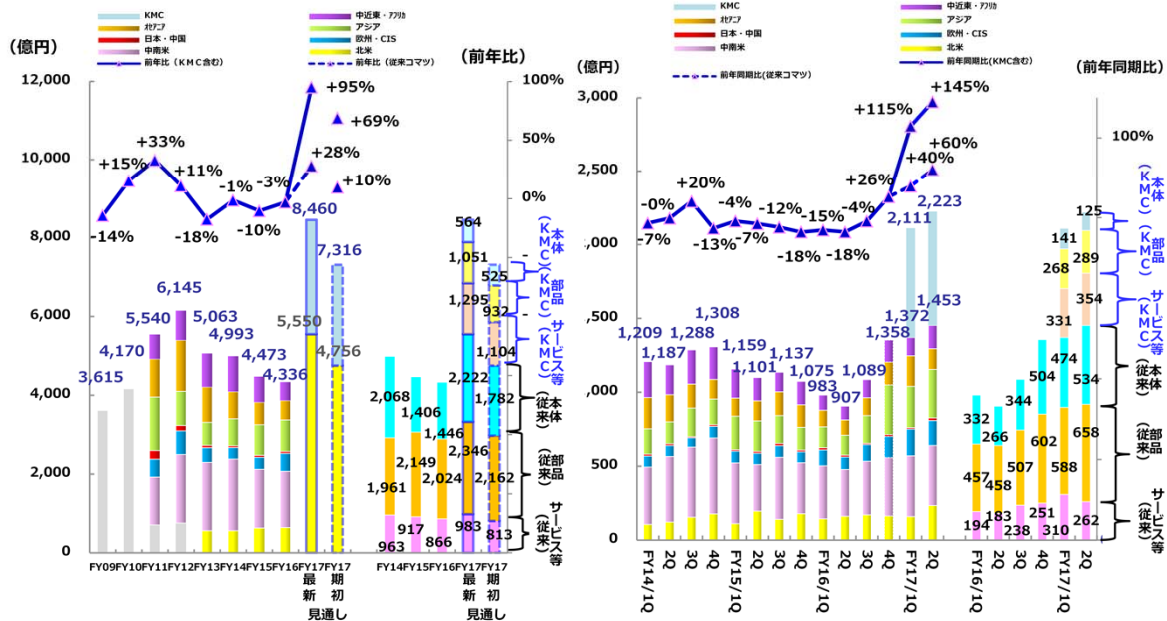 KMC
中近東・アフリカ
オセアニア
アジア
日本・中国
欧州・CIS
中南米
北米
前年比（KMC含む）
前年比（従来コマツ）
（億円）
（前年比）
12,000
10,000
8,000
6,000
4,000
2,000
0
100%
50%
0%
-14%
+15%
+33%
+11%
-18%
-1%
-10%
-3%
+95%
+69%
+28%
+10%
3,615
4,170
5,540
6,145
5,063
4,993
4,473
4,336
8,460
5,550
7,316
4,756
2,068
1,961
963
1,406
2,149
917
1,446
2,024
866
564
1,051
1,295
2,222
2,346
983
525
932
1,104
1,782
2,162
813
本体（KMC）
部品（KMC）
サービス等（KMC）
本体（従来）
部品（従来）
サービス等（従来）
FY09
FY10
FY11
FY12
FY13
FY14
FY15
FY16
FY17最新
FY17期初
見通し
FY14
FY15
FY16
FY17最新
FY17期初
見通し
KMC
中近東・アフリカ
オセアニア
アジア
日本・中国
欧州・CIS
中南米
北米
前年同期比(従来コマツ)
前年同期比(KMC含む)
億円)
（前年同期比）
3,000
2,500
,000
,500
,000
500
0
100%
-0%
-7%
+20%
-13%
-4%
-7%
-12%
-18%
-15%
-18%
-4%
+26%
+115%
+145%
+40%
+60%
1,209
1,187
1,288
1,308
1,159
1,101
1,137
1,075
983
907
1,089
1,358
2,111
1,372
2,223
1,453
332
457
194
266
458
183
344
507
238
504
602
251
141
268
331
474
588
310
125
289
354
534
658
262
本体（KMC）
部品（KMC）
サービス等（KMC）
本体（従来）
部品（従来）
サービス等（従来）
FY14/1Q
2Q
3Q
4Q
FY15/1Q
2Q
3Q
4Q
FY16/1Q
2Q
3Q
4Q
FY17/1Q
2Q
FY16/1Q
2Q
3Q
4Q
FY17/1Q
2Q